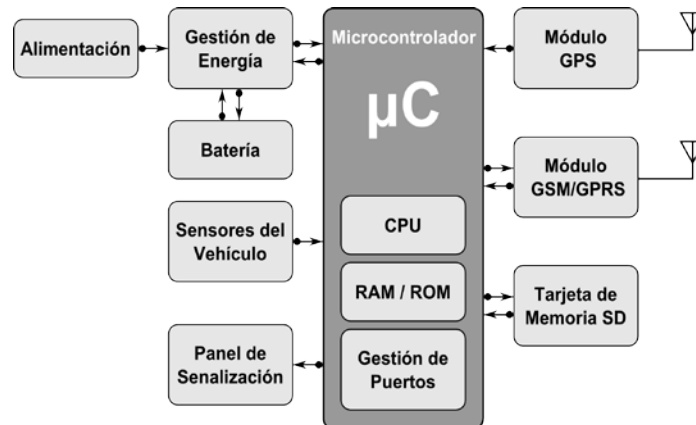 Alimentación
Gestión de
Energía
Batería
Sensores del
Vehículo
Panel de
Senalización
Microcontrolador
µC
CPU
RAM / ROM
Gestión de
Puertos
Módulo
GPS
Módulo
GSM/GPRS
Tarjeta de
Memoria SD